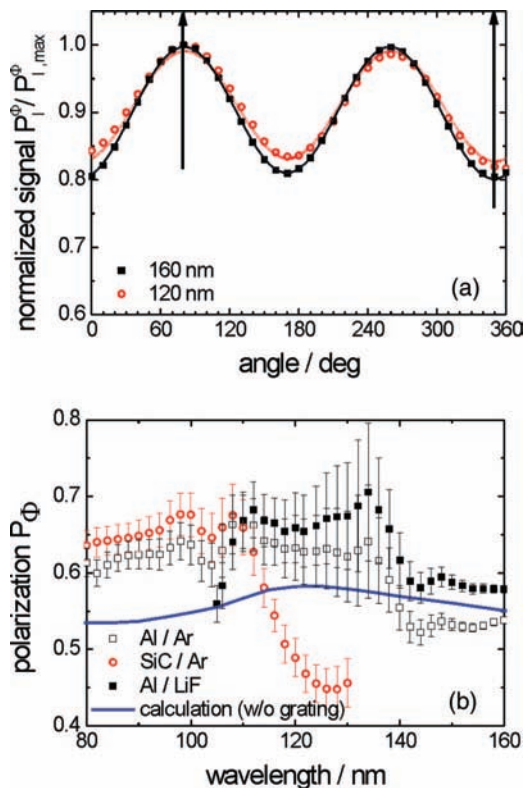 normalized signal P_I^Φ / P_I,max^Φ
1.0
0.9
0.8
0.7
0.6
160 nm
120 nm
(a)
0 60 120 180 240 300 360
angle / deg
polarization P_Φ
0.8
0.7
0.6
0.5
0.4
(b)
Al / Ar
SiC / Ar
Al / LiF
calculation (w/o grating)
80 100 120 140 160
wavelength / nm